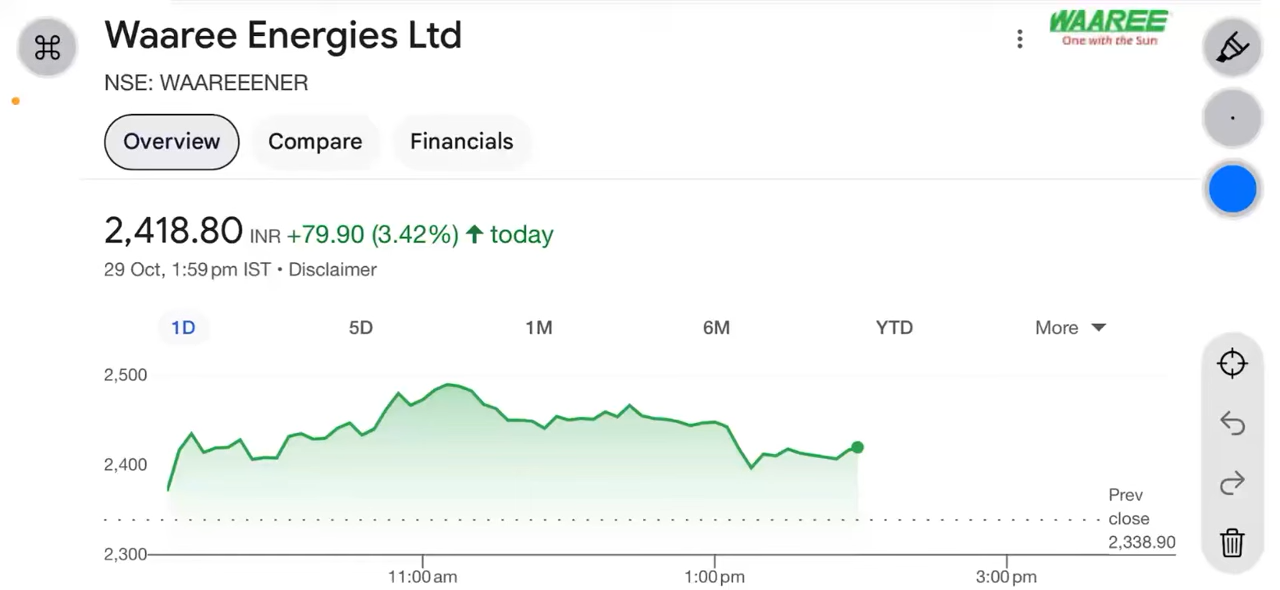 Waaree Energies Ltd
WAAREE
One with the Sun
NSE: WAAREEENER
Overview Compare Financials
2,418.80 INR +79.90 (3.42%) ↑ today
29 Oct, 1:59 pm IST • Disclaimer
1D 5D 1M 6M YTD More
2,500
2,400
2,300
Prev
close
2,338.90
11:00 am 1:00 pm 3:00 pm